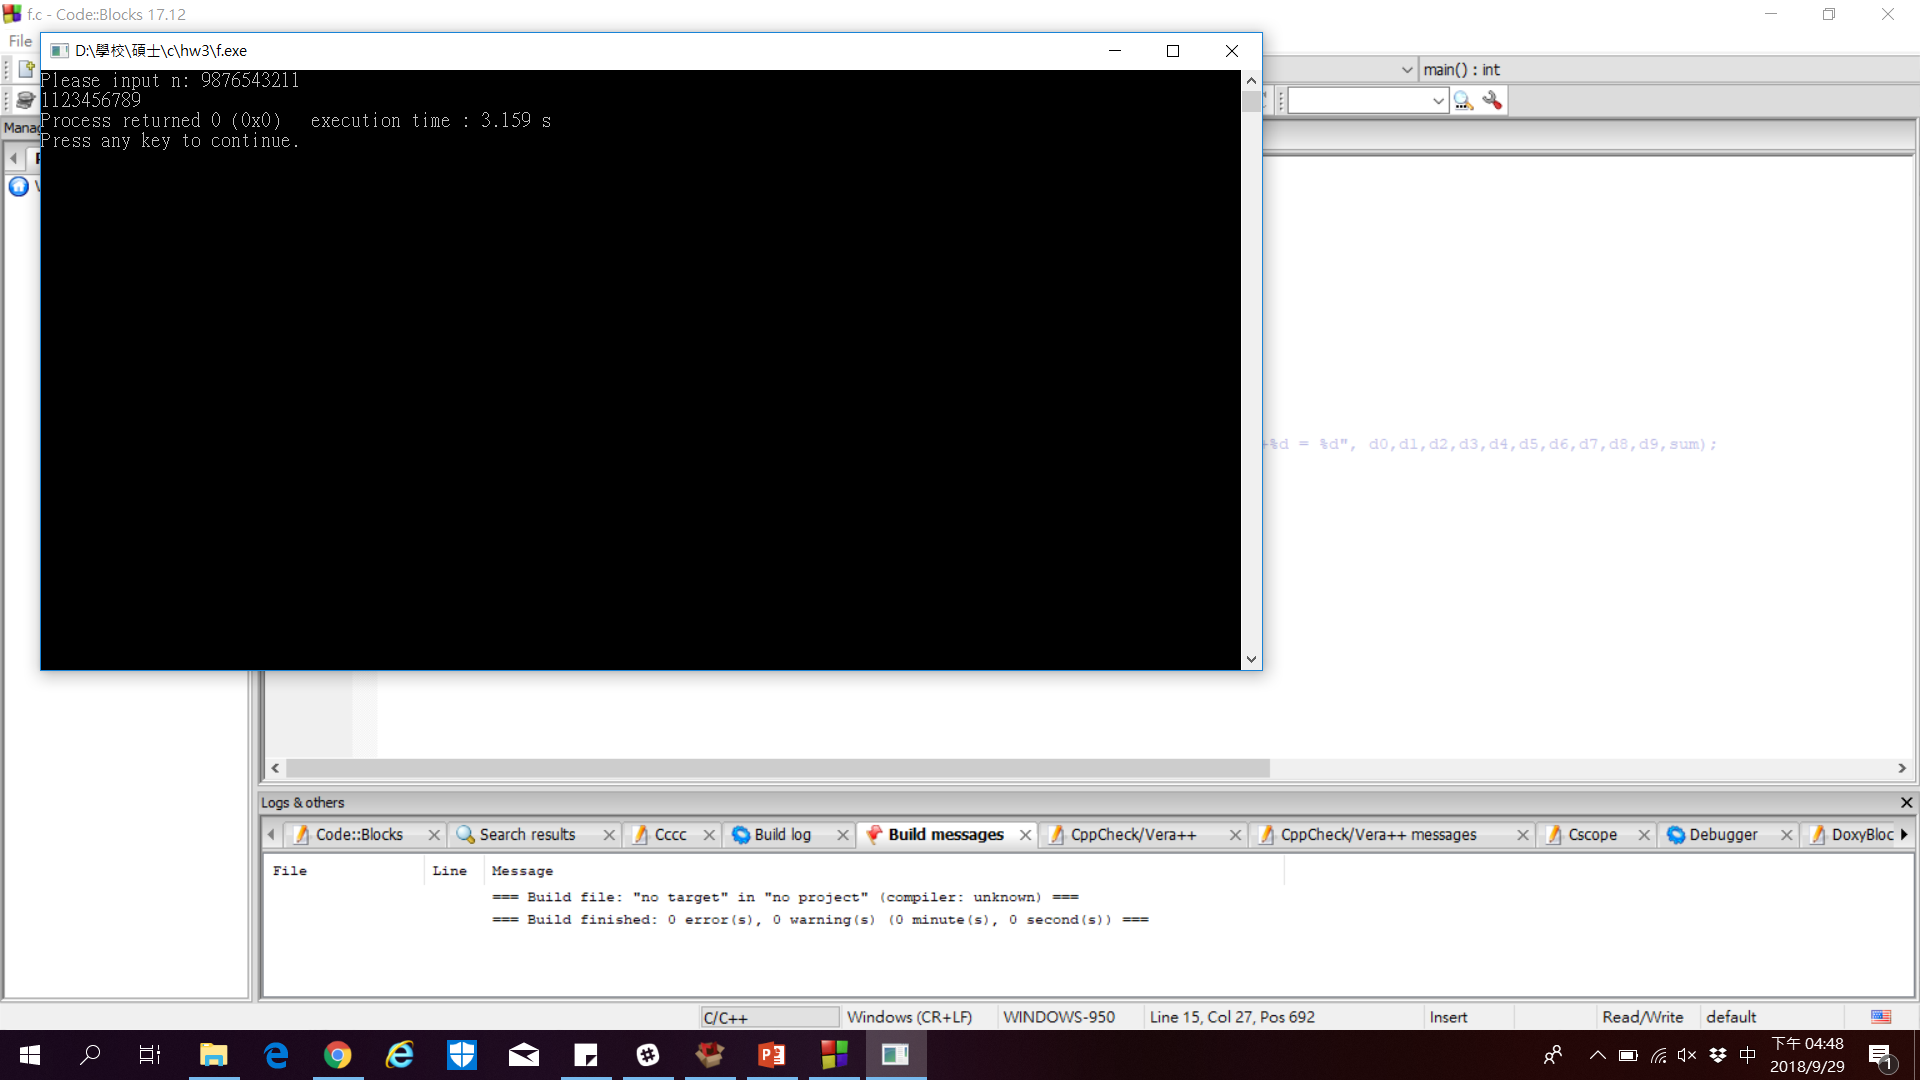 f.c - Code::Blocks 17.12
File
D:\學校\碩士\c\hw3\f.exe
Please input n: 9876543211
1123456789
Process returned 0 (0x0)   execution time : 3.159 s
Press any key to continue.
main() : int
%d = %d", d0,d1,d2,d3,d4,d5,d6,d7,d8,d9,sum);
Logs & others
Code::Blocks Search results Cccc Build log Build messages CppCheck/Vera++ CppCheck/Vera++ messages Cscope Debugger DoxyBloc
File Line Message
=== Build file: "no target" in "no project" (compiler: unknown) ===
=== Build finished: 0 error(s), 0 warning(s) (0 minute(s), 0 second(s)) ===
C/C++ Windows (CR+LF) WINDOWS-950 Line 15, Col 27, Pos 692 Insert Read/Write default
中 下午 04:48
2018/9/29 1